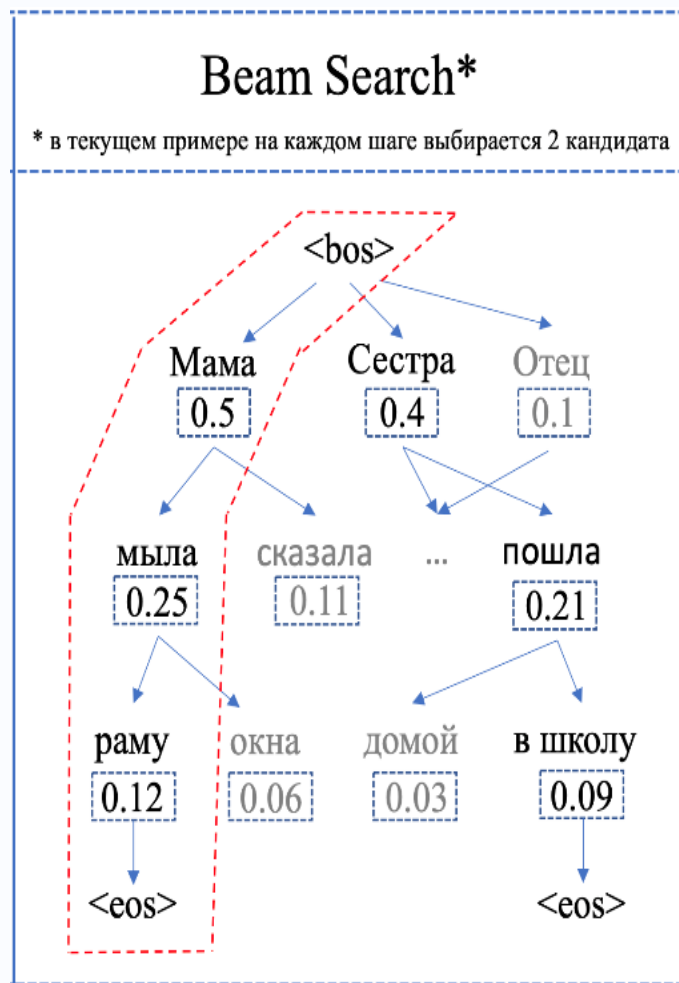 Beam Search*
* в текущем примере на каждом шаге выбирается 2 кандидата
<bos>
Мама Сестра Отец
0.5 0.4 0.1
мыла сказала ... пошла
0.25 0.11 0.21
раму окна домой в школу
0.12 0.06 0.03 0.09
<eos> <eos>